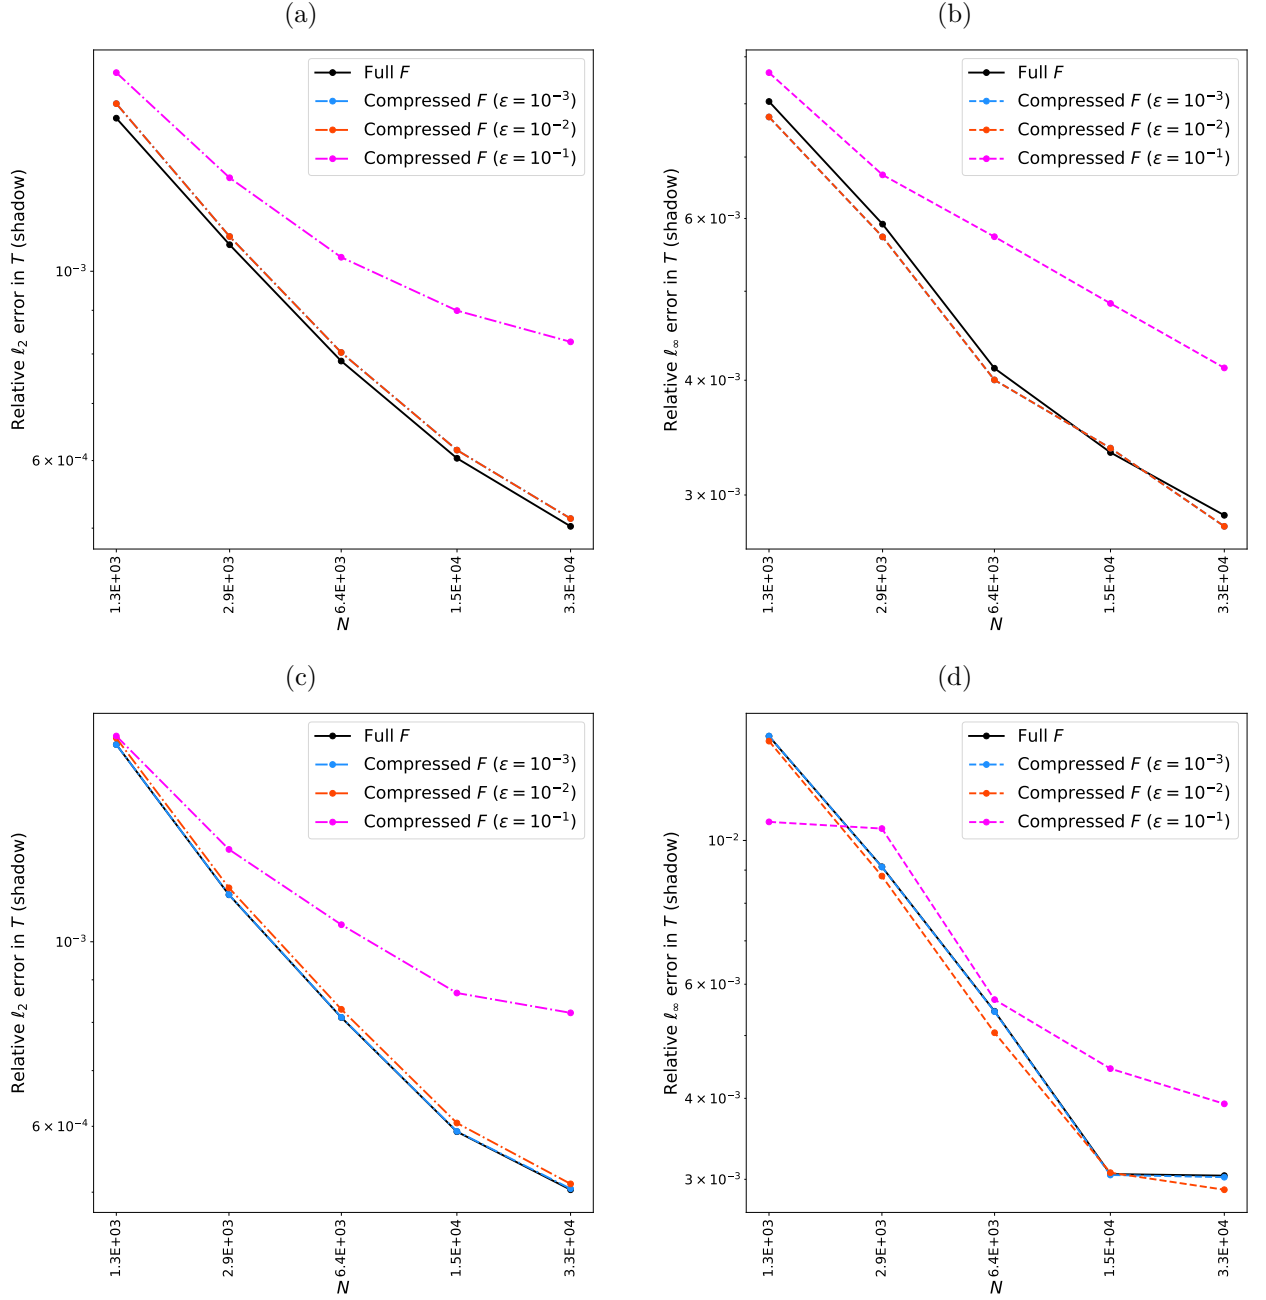 (a)
Relative ℓ₂ error in T (shadow)
10⁻³
6 × 10⁻⁴
Full F
Compressed F (ε = 10⁻³)
Compressed F (ε = 10⁻²)
Compressed F (ε = 10⁻¹)
1.3E+03
2.9E+03
6.4E+03
1.5E+04
3.3E+04
N
(b)
Relative ℓ∞ error in T (shadow)
6 × 10⁻³
4 × 10⁻³
3 × 10⁻³
Full F
Compressed F (ε = 10⁻³)
Compressed F (ε = 10⁻²)
Compressed F (ε = 10⁻¹)
1.3E+03
2.9E+03
6.4E+03
1.5E+04
3.3E+04
N
(c)
Relative ℓ₂ error in T (shadow)
10⁻³
6 × 10⁻⁴
Full F
Compressed F (ε = 10⁻³)
Compressed F (ε = 10⁻²)
Compressed F (ε = 10⁻¹)
1.3E+03
2.9E+03
6.4E+03
1.5E+04
3.3E+04
N
(d)
Relative ℓ∞ error in T (shadow)
10⁻²
6 × 10⁻³
4 × 10⁻³
3 × 10⁻³
Full F
Compressed F (ε = 10⁻³)
Compressed F (ε = 10⁻²)
Compressed F (ε = 10⁻¹)
1.3E+03
2.9E+03
6.4E+03
1.5E+04
3.3E+04
N